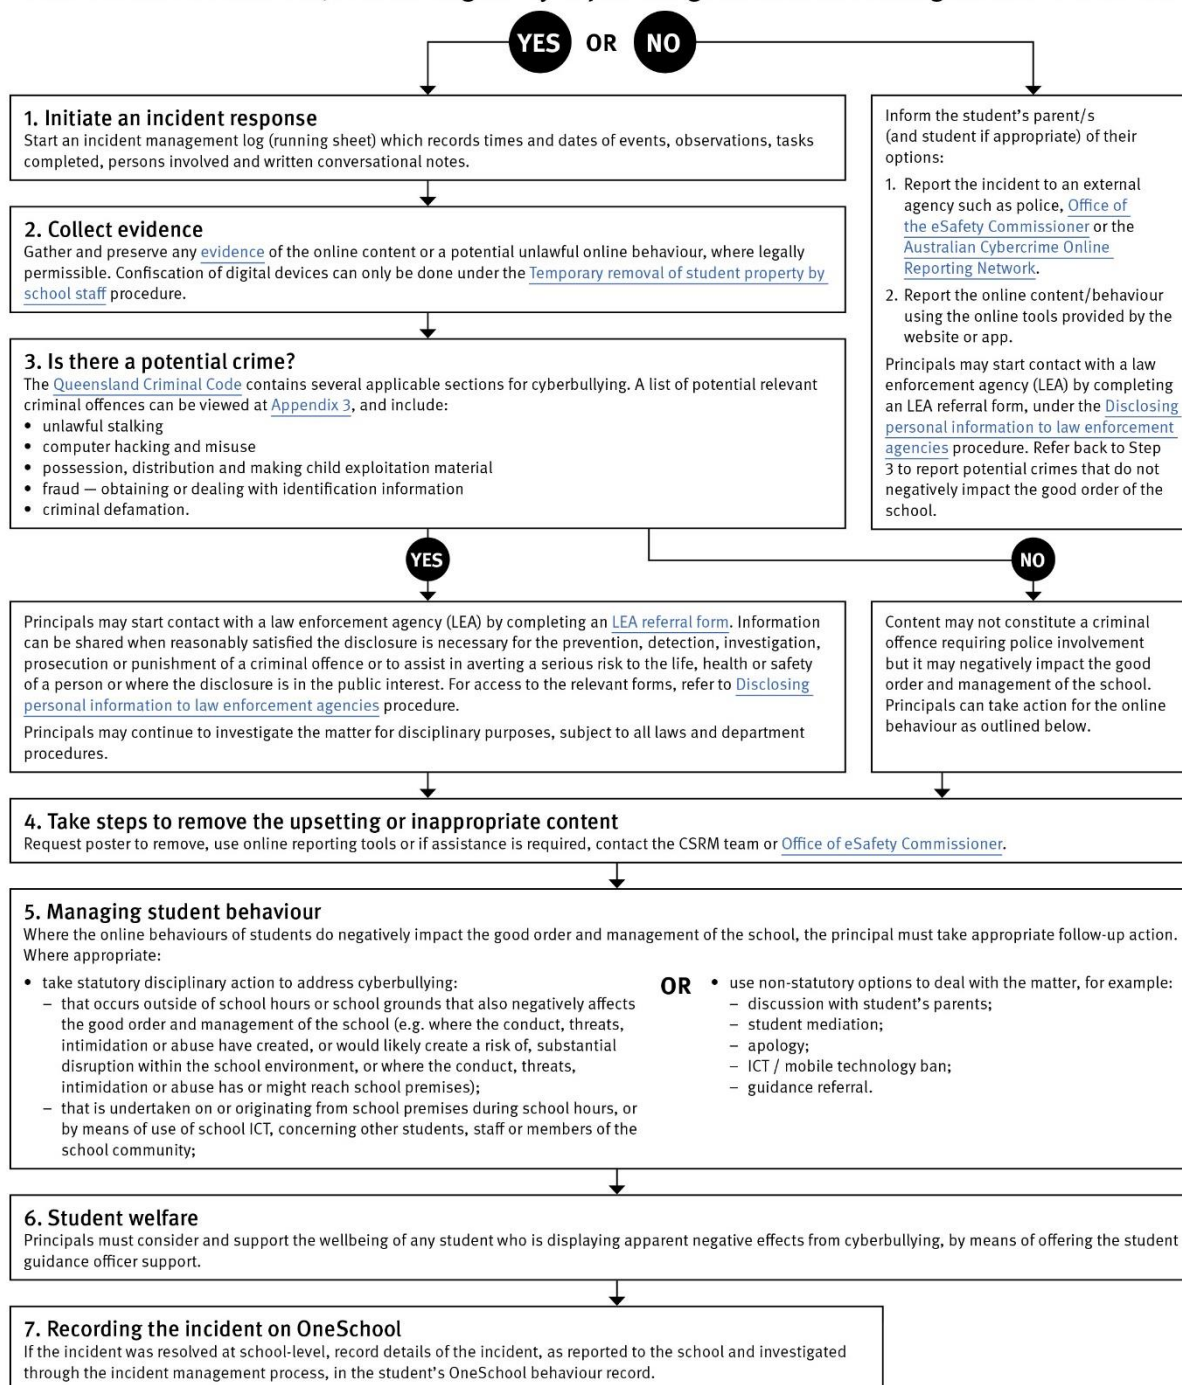 YES OR NO
1. Initiate an incident response
Start an incident management log (running sheet) which records times and dates of events, observations, tasks
completed, persons involved and written conversational notes.
2. Collect evidence
Gather and preserve any evidence of the online content or a potential unlawful online behaviour, where legally
permissible. Confiscation of digital devices can only be done under the Temporary removal of student property by
school staff procedure.
3. Is there a potential crime?
The Queensland Criminal Code contains several applicable sections for cyberbullying. A list of potential relevant
criminal offences can be viewed at Appendix 3, and include:
• unlawful stalking
• computer hacking and misuse
• possession, distribution and making child exploitation material
• fraud — obtaining or dealing with identification information
• criminal defamation.
Inform the student's parent/s
(and student if appropriate) of their
options:
1. Report the incident to an external
agency such as police, Office of
the eSafety Commissioner or the
Australian Cybercrime Online
Reporting Network.
2. Report the online content/behaviour
using the online tools provided by the
website or app.
Principals may start contact with a law
enforcement agency (LEA) by completing
an LEA referral form, under the Disclosing
personal information to law enforcement
agencies procedure. Refer back to Step
3 to report potential crimes that do not
negatively impact the good order of the
school.
YES
NO
Principals may start contact with a law enforcement agency (LEA) by completing an LEA referral form. Information
can be shared when reasonably satisfied the disclosure is necessary for the prevention, detection, investigation,
prosecution or punishment of a criminal offence or to assist in averting a serious risk to the life, health or safety
of a person or where the disclosure is in the public interest. For access to the relevant forms, refer to Disclosing
personal information to law enforcement agencies procedure.
Principals may continue to investigate the matter for disciplinary purposes, subject to all laws and department
procedures.
Content may not constitute a criminal
offence requiring police involvement
but it may negatively impact the good
order and management of the school.
Principals can take action for the online
behaviour as outlined below.
4. Take steps to remove the upsetting or inappropriate content
Request poster to remove, use online reporting tools or if assistance is required, contact the CSRM team or Office of eSafety Commissioner.
5. Managing student behaviour
Where the online behaviours of students do negatively impact the good order and management of the school, the principal must take appropriate follow-up action.
Where appropriate:
• take statutory disciplinary action to address cyberbullying:
– that occurs outside of school hours or school grounds that also negatively affects
the good order and management of the school (e.g. where the conduct, threats,
intimidation or abuse have created, or would likely create a risk of, substantial
disruption within the school environment, or where the conduct, threats,
intimidation or abuse has or might reach school premises);
– that is undertaken on or originating from school premises during school hours, or
by means of use of school ICT, concerning other students, staff or members of the
school community;
OR
• use non-statutory options to deal with the matter, for example:
– discussion with student's parents;
– student mediation;
– apology;
– ICT / mobile technology ban;
– guidance referral.
6. Student welfare
Principals must consider and support the wellbeing of any student who is displaying apparent negative effects from cyberbullying, by means of offering the student
guidance officer support.
7. Recording the incident on OneSchool
If the incident was resolved at school-level, record details of the incident, as reported to the school and investigated
through the incident management process, in the student's OneSchool behaviour record.